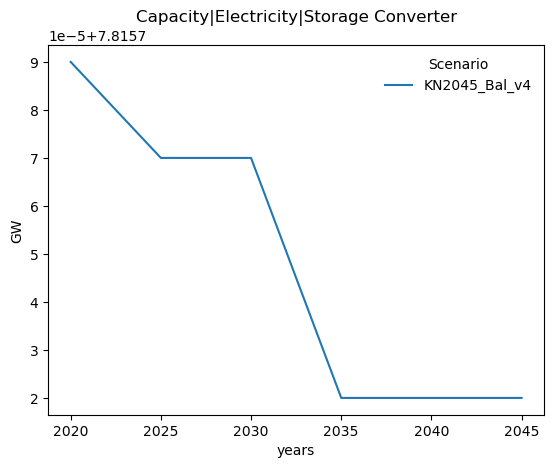 Capacity|Electricity|Storage Converter
1e−5+7.8157
Scenario
KN2045_Bal_v4
9
8
7
6
5
4
3
2
GW
2020 2025 2030 2035 2040 2045
years